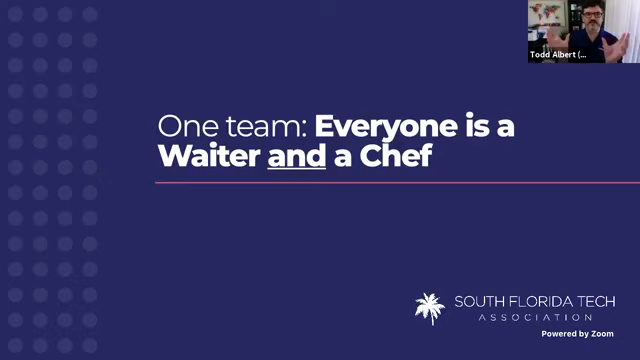 Todd Albert (...
One team: Everyone is a
Waiter and a Chef
SOUTH FLORIDA TECH
ASSOCIATION
Powered by Zoom